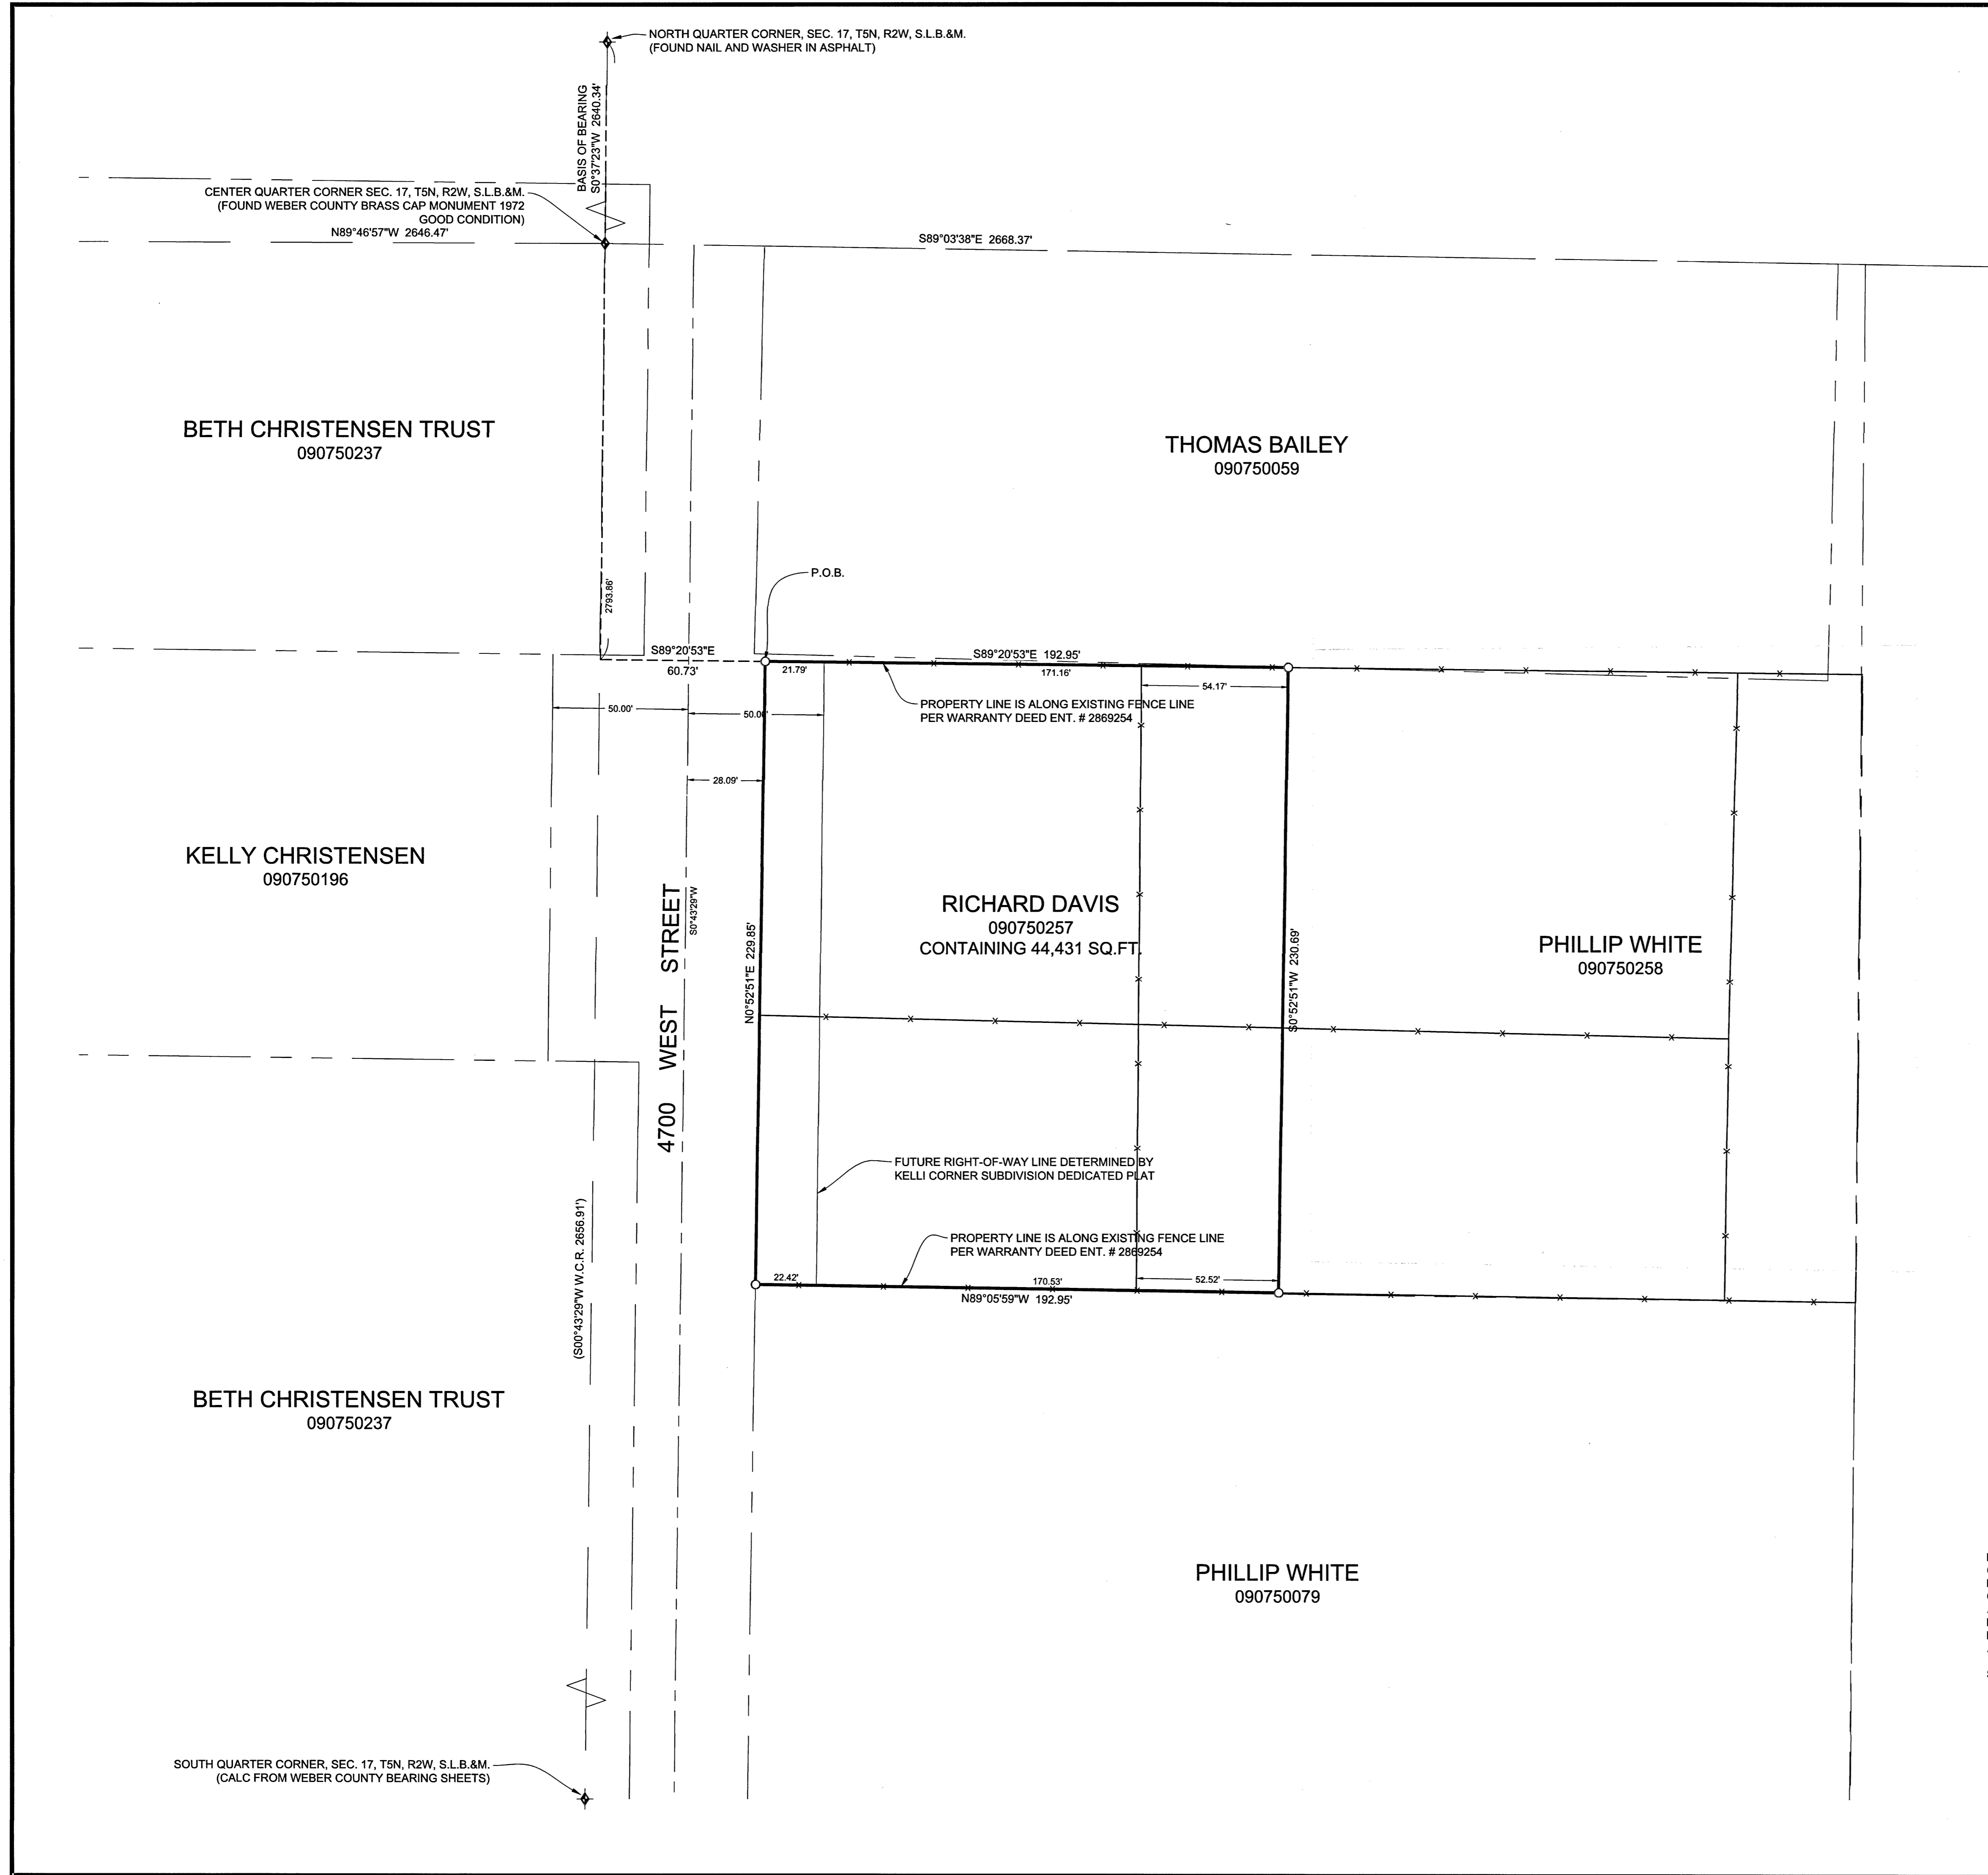 NORTH QUARTER CORNER, SEC. 17, T5N, R2W, S.L.B.&M.
(FOUND NAIL AND WASHER IN ASPHALT)
BASIS OF BEARING
S0°37'23"W 2640.34'
CENTER QUARTER CORNER SEC. 17, T5N, R2W, S.L.B.&M.
(FOUND WEBER COUNTY BRASS CAP MONUMENT 1972
GOOD CONDITION)
N89°46'57"W 2646.47'
S89°03'38"E 2668.37'
BETH CHRISTENSEN TRUST
090750237
THOMAS BAILEY
090750059
P.O.B.
2793.86'
S89°20'53"E
60.73'
S89°20'53"E 192.95'
21.79'
171.16'
54.17'
50.00'
50.00'
PROPERTY LINE IS ALONG EXISTING FENCE LINE
PER WARRANTY DEED ENT. # 2869254
28.09'
KELLY CHRISTENSEN
090750196
4700 WEST STREET
S0°43'29"W
N0°52'51"E 229.85'
RICHARD DAVIS
090750257
CONTAINING 44,431 SQ.FT.
S0°52'51"W 230.69'
PHILLIP WHITE
090750258
FUTURE RIGHT-OF-WAY LINE DETERMINED BY
KELLI CORNER SUBDIVISION DEDICATED PLAT
PROPERTY LINE IS ALONG EXISTING FENCE LINE
PER WARRANTY DEED ENT. # 2869254
22.42'
170.53'
52.52'
N89°05'59"W 192.95'
(S00°43'29"W W.C.R. 2656.91')
BETH CHRISTENSEN TRUST
090750237
PHILLIP WHITE
090750079
SOUTH QUARTER CORNER, SEC. 17, T5N, R2W, S.L.B.&M.
(CALC FROM WEBER COUNTY BEARING SHEETS)